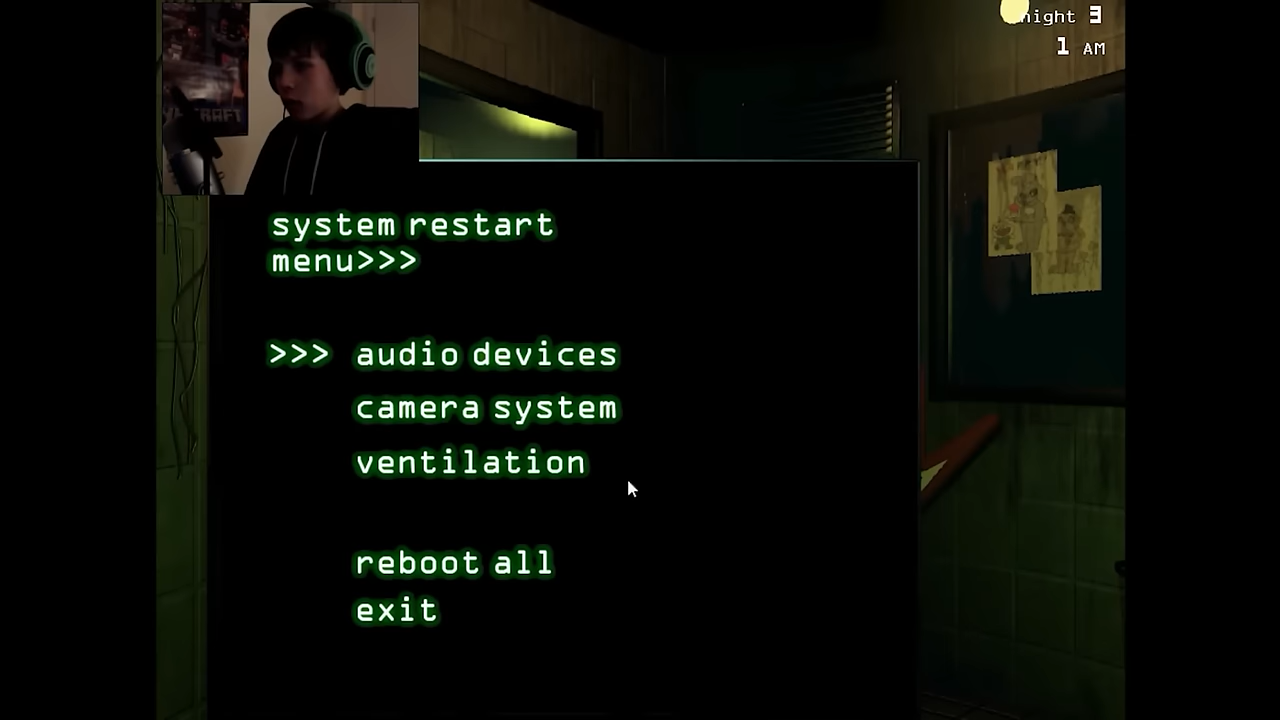 night 3
1 AM
system restart
menu>>>
>>> audio devices
camera system
ventilation
reboot all
exit